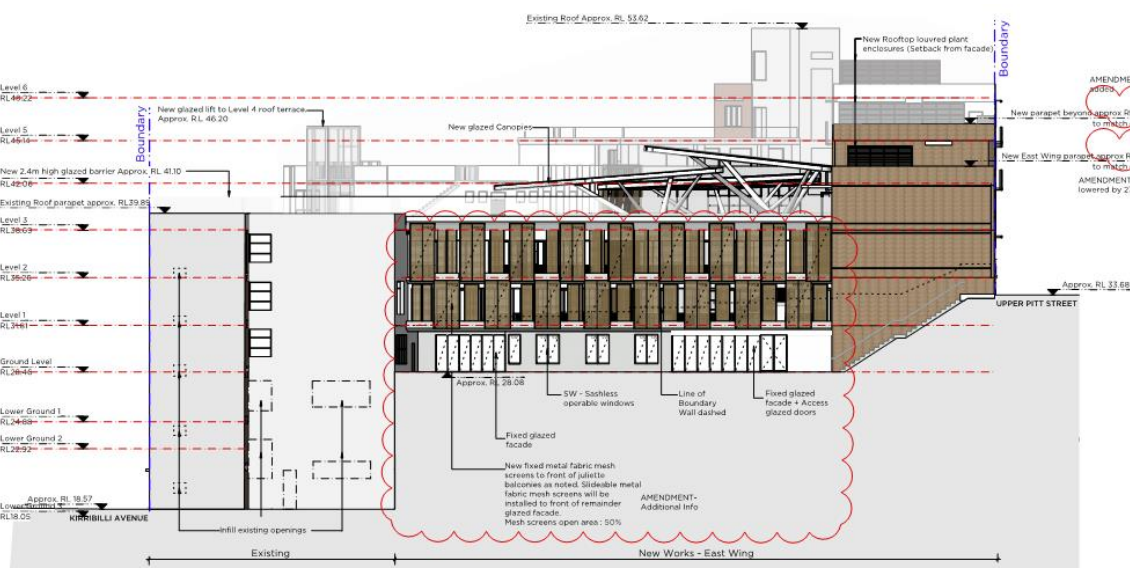 Existing Roof Approx. RL 53.62
New Rooftop louvred plant
enclosures (Setback from facade)
Boundary
Level 6
AMENDME
added
New glazed lift to Level 4 roof terrace
Approx. RL 46.20
Boundary
New parapet beyond approx R
to match
New glazed Canopies
Level 5
New East Wing parapet approx R
to match
New 2.4m high glazed barrier Approx. RL 41.10
AMENDMENT
lowered by 2
Existing Roof parapet approx. RL39.85
Level 3
Level 2
Approx. RL 33.68
UPPER PITT STREET
Level 1
Ground Level
Approx. RL 28.08
SW - Sashless
operable windows
Line of
Boundary
Wall dashed
Fixed glazed
facade + Access
glazed doors
Lower Ground 1
Fixed glazed
facade
Lower Ground 2
New fixed metal fabric mesh
screens to front of juliette
balconies as noted. Slideable metal
fabric mesh screens will be
installed to front of remainder
glazed facade.
Mesh screens open area : 50%
AMENDMENT-
Additional Info
Approx. RL 18.57
RL18.05
KIRRIBILLI AVENUE
Infill existing openings
Existing
New Works - East Wing